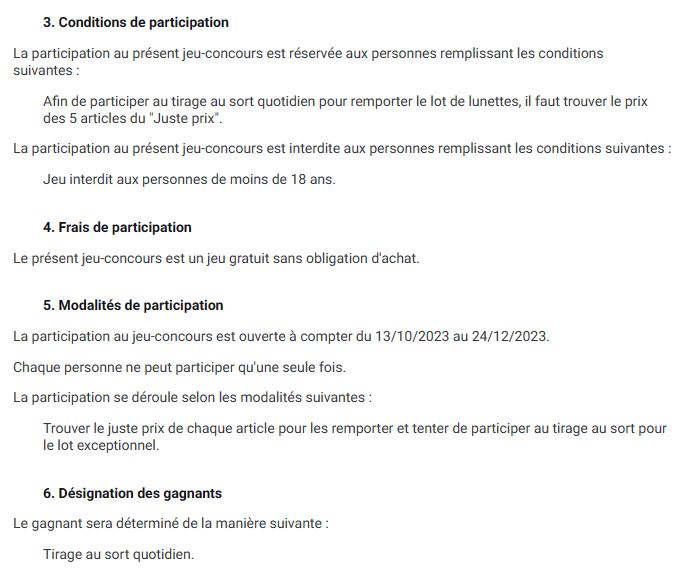 3. Conditions de participation
La participation au présent jeu-concours est réservée aux personnes remplissant les conditions
suivantes :
Afin de participer au tirage au sort quotidien pour remporter le lot de lunettes, il faut trouver le prix
des 5 articles du "Juste prix".
La participation au présent jeu-concours est interdite aux personnes remplissant les conditions suivantes :
Jeu interdit aux personnes de moins de 18 ans.
4. Frais de participation
Le présent jeu-concours est un jeu gratuit sans obligation d'achat.
5. Modalités de participation
La participation au jeu-concours est ouverte à compter du 13/10/2023 au 24/12/2023.
Chaque personne ne peut participer qu'une seule fois.
La participation se déroule selon les modalités suivantes :
Trouver le juste prix de chaque article pour les remporter et tenter de participer au tirage au sort pour
le lot exceptionnel.
6. Désignation des gagnants
Le gagnant sera déterminé de la manière suivante :
Tirage au sort quotidien.